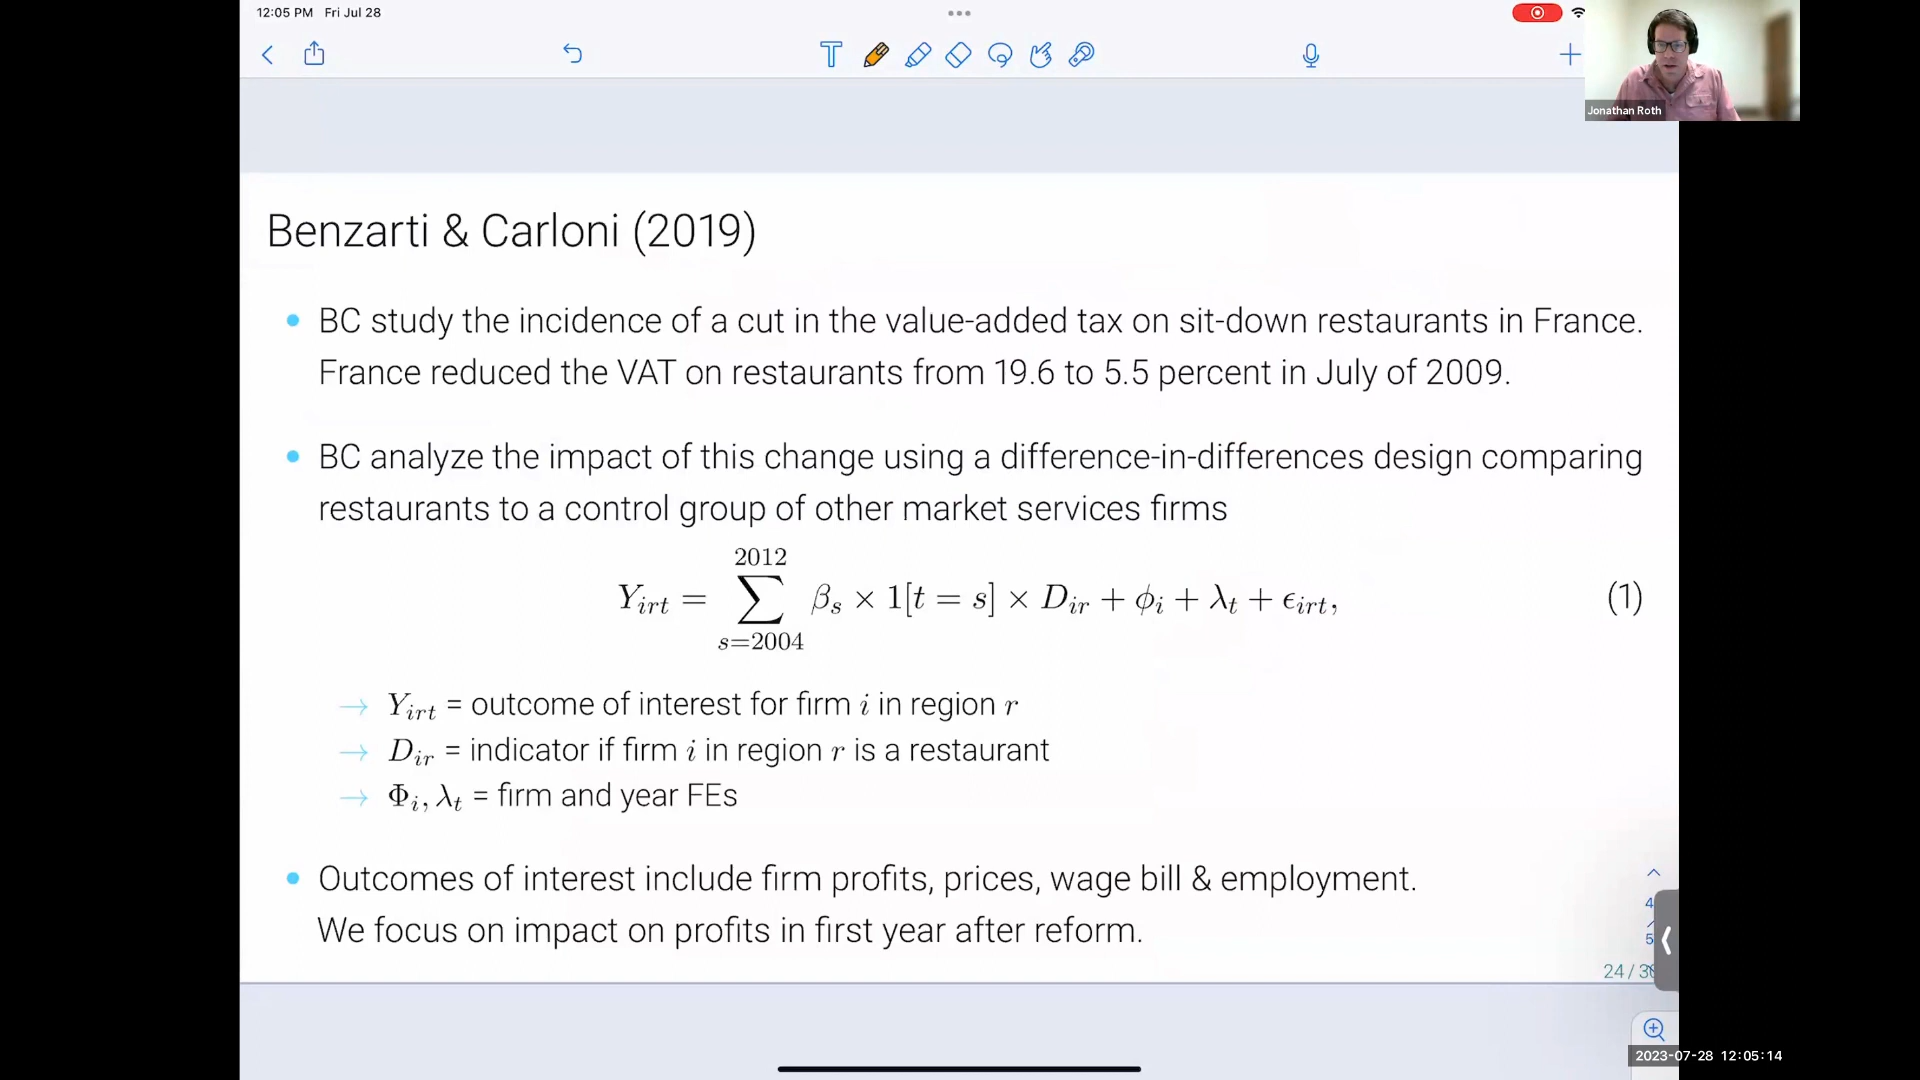 12:05 PM Fri Jul 28
Jonathan Roth
Benzarti & Carloni (2019)
• BC study the incidence of a cut in the value-added tax on sit-down restaurants in France.
France reduced the VAT on restaurants from 19.6 to 5.5 percent in July of 2009.
• BC analyze the impact of this change using a difference-in-differences design comparing
restaurants to a control group of other market services firms
2012
Y_{irt} = ∑ β_s × 1[t = s] × D_{ir} + ϕ_i + λ_t + ϵ_{irt}, (1)
s=2004
→ Y_{irt} = outcome of interest for firm i in region r
→ D_{ir} = indicator if firm i in region r is a restaurant
→ Φ_i, λ_t = firm and year FEs
• Outcomes of interest include firm profits, prices, wage bill & employment.
We focus on impact on profits in first year after reform.
24 /
2023-07-28 12:05:14